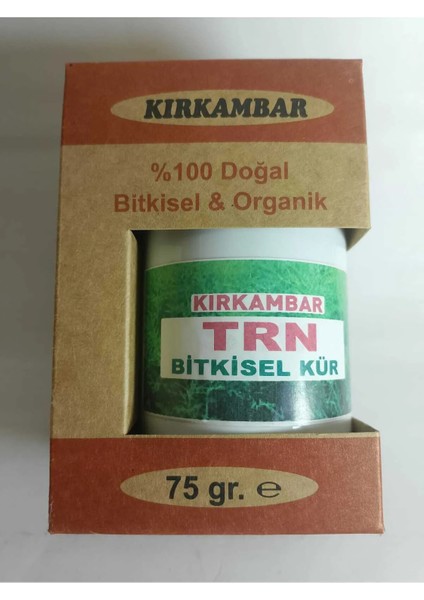 KIRKAMBAR
%100 Doğal
Bitkisel & Organik
KIRKAMBAR
TRN
BİTKİSEL KÜR
75 gr. ℮